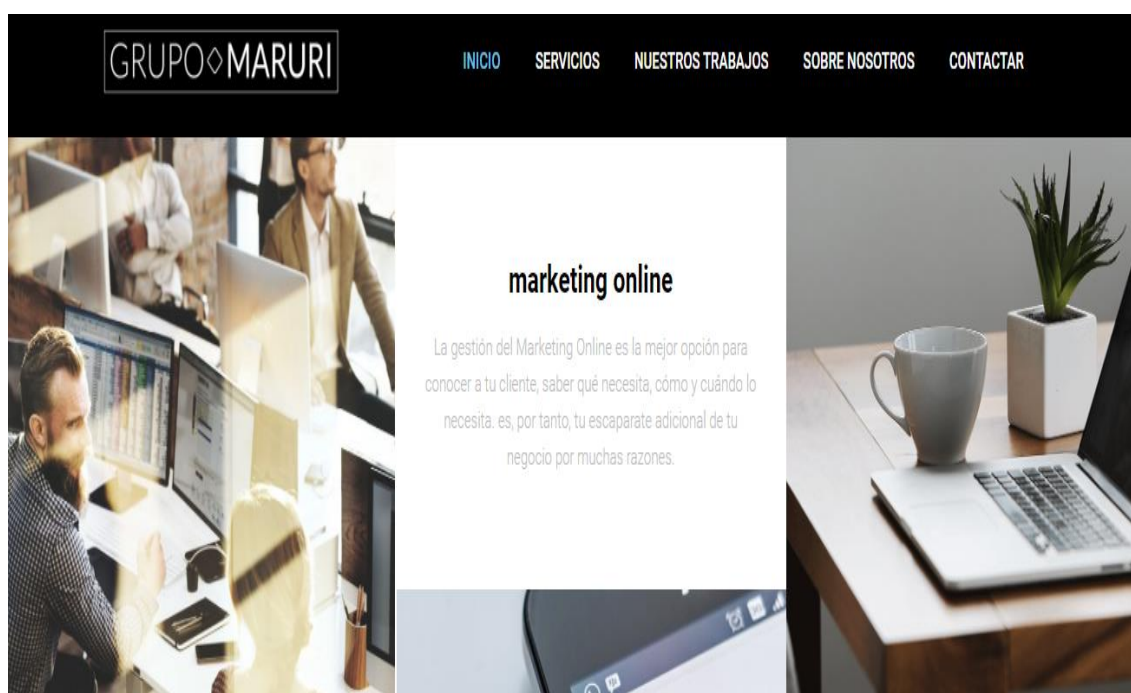 GRUPO◇MARURI
INICIO SERVICIOS NUESTROS TRABAJOS SOBRE NOSOTROS CONTACTAR
marketing online
La gestión del Marketing Online es la mejor opción para
conocer a tu cliente, saber qué necesita, cómo y cuándo lo
necesita. es, por tanto, tu escaparate adicional de tu
negocio por muchas razones.